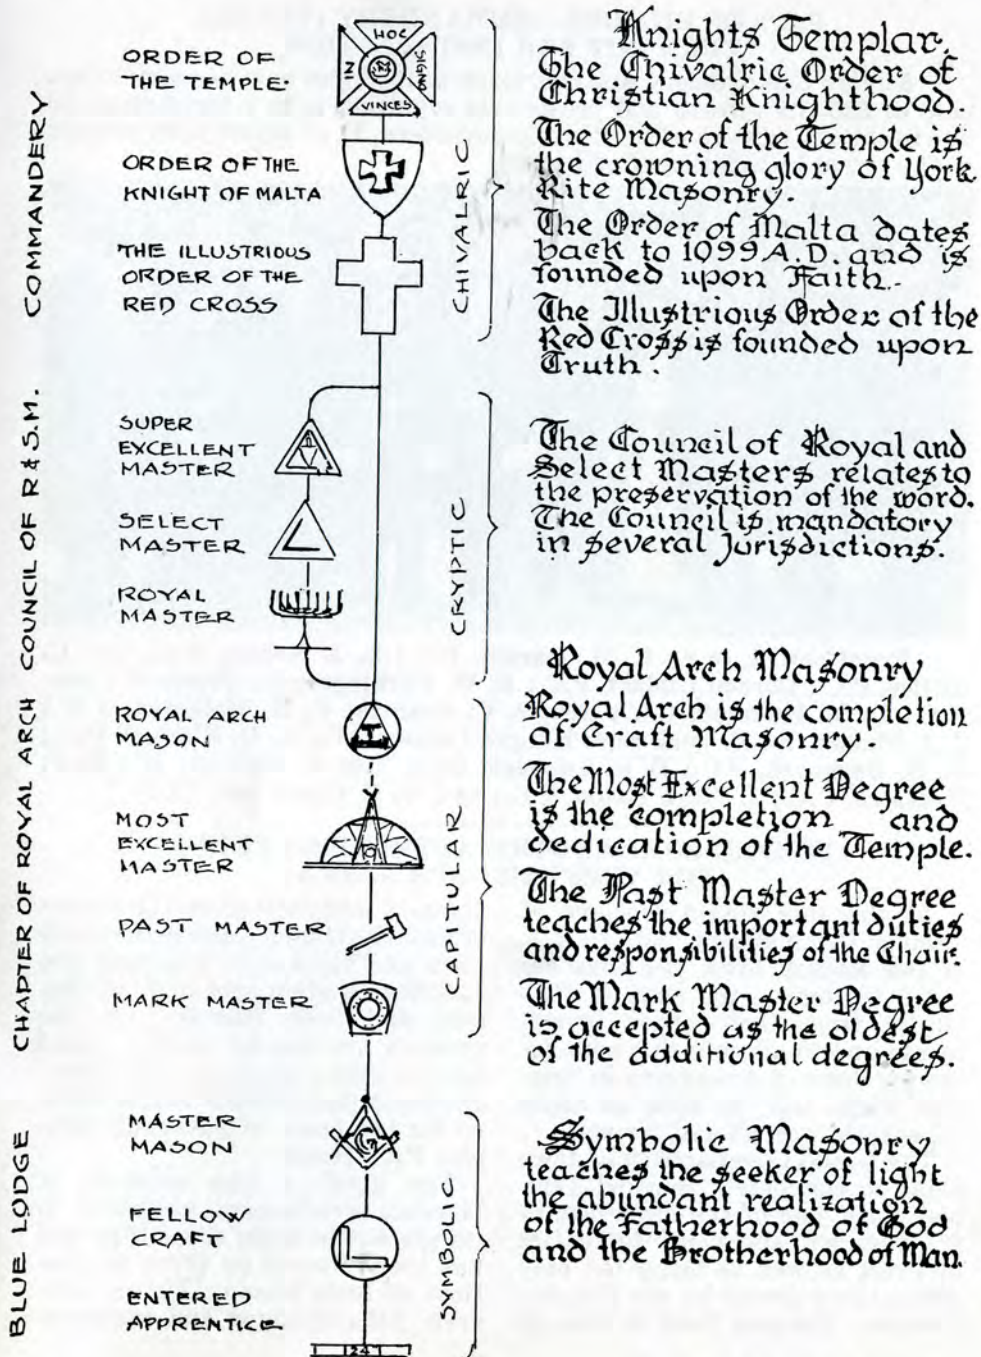 COMMANDERY
ORDER OF
THE TEMPLE
HOC
SIGNO
VINCES
IN
ORDER OF THE
KNIGHT OF MALTA
THE ILLUSTRIOUS
ORDER OF THE
RED CROSS
CHIVALRIC
Knights Templar.
The Chivalric Order of
Christian Knighthood.
The Order of the Temple is
the crowning glory of York
Rite Masonry.
The Order of Malta dates
back to 1099 A.D. and is
founded upon Faith.
The Illustrious Order of the
Red Cross is founded upon
Truth.
COUNCIL OF R & S.M.
SUPER
EXCELLENT
MASTER
SELECT
MASTER
ROYAL
MASTER
CRYPTIC
The Council of Royal and
Select Masters relates to
the preservation of the word.
The Council is mandatory
in several Jurisdictions.
CHAPTER OF ROYAL ARCH
ROYAL ARCH
MASON
MOST
EXCELLENT
MASTER
PAST MASTER
MARK MASTER
CAPITULAR
Royal Arch Masonry
Royal Arch is the completion
of Craft Masonry.
The Most Excellent Degree
is the completion and
dedication of the Temple.
The Past Master Degree
teaches the important duties
and responsibilities of the Chair.
The Mark Master Degree
is accepted as the oldest
of the additional degrees.
BLUE LODGE
MASTER
MASON
G
FELLOW
CRAFT
ENTERED
APPRENTICE
24
SYMBOLIC
Symbolic Masonry
teaches the seeker of light
the abundant realization
of the Fatherhood of God
and the Brotherhood of Man.